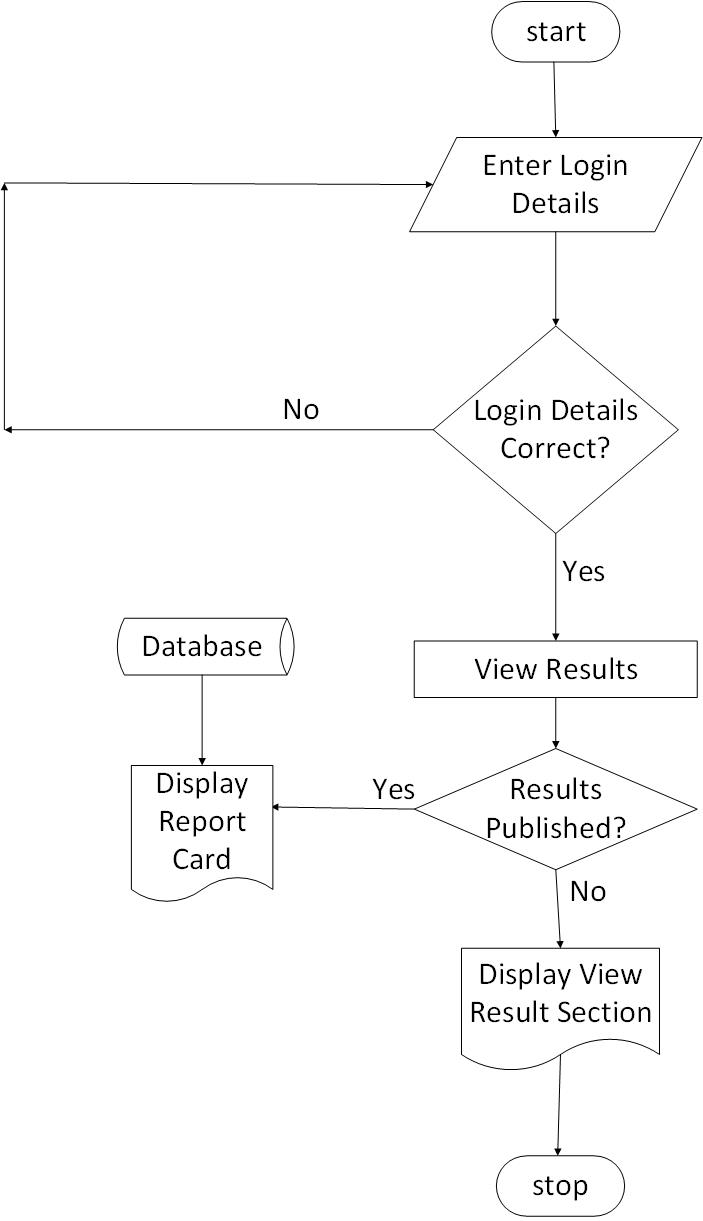 start
Enter Login
Details
No
Login Details
Correct?
Yes
Database
View Results
Display
Report
Card
Yes
Results
Published?
No
Display View
Result Section
stop